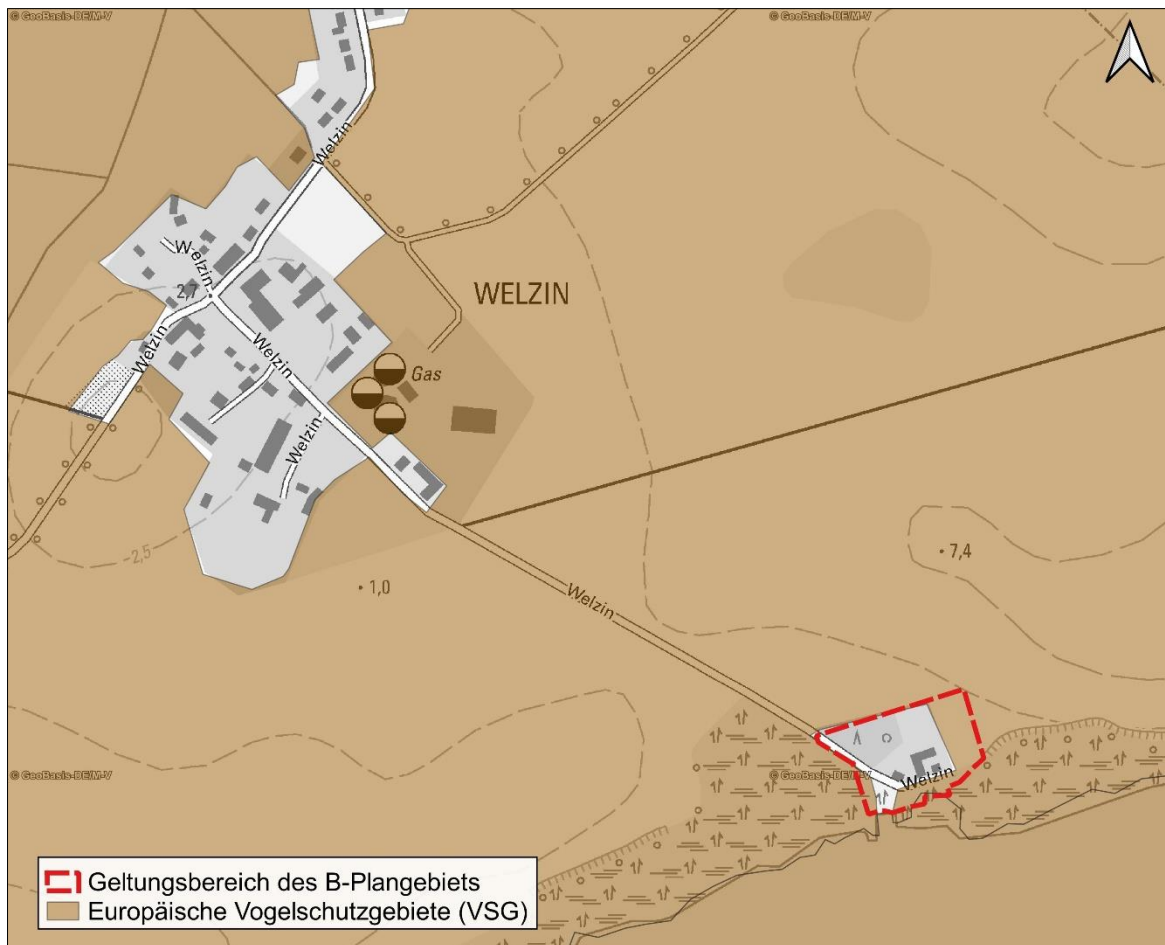 © GeoBasis-DE/M-V
© GeoBasis-DE/M-V
Welzin
Welzin
2,7
WELZIN
Welzin
Welzin
Gas
Welzin
2,5
7,4
1,0
Welzin
© GeoBasis-DE/M-V
© GeoBasis-DE/M-V
Welzin
Geltungsbereich des B-Plangebiets
Europäische Vogelschutzgebiete (VSG)